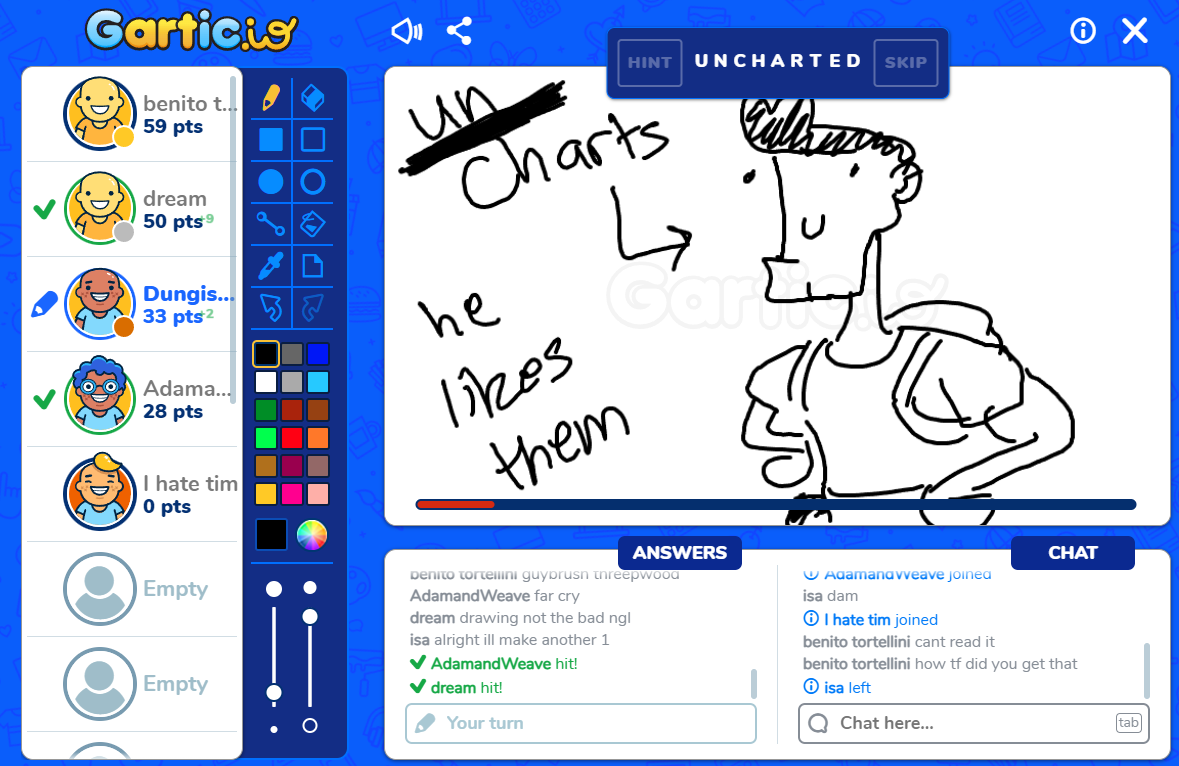 Gartic.io
HINT
UNCHARTED
SKIP
benito t...
59 pts
dream
50 pts +9
Dungis...
33 pts +2
Adama...
28 pts
I hate tim
0 pts
Empty
Empty
un
charts
he
likes
them
Gartic.io
ANSWERS
benito tortellini guybrush threepwood
AdamandWeave far cry
dream drawing not the bad ngl
isa alright ill make another 1
AdamandWeave hit!
dream hit!
Your turn
CHAT
AdamandWeave joined
isa dam
I hate tim joined
benito tortellini cant read it
benito tortellini how tf did you get that
isa left
Chat here...
tab